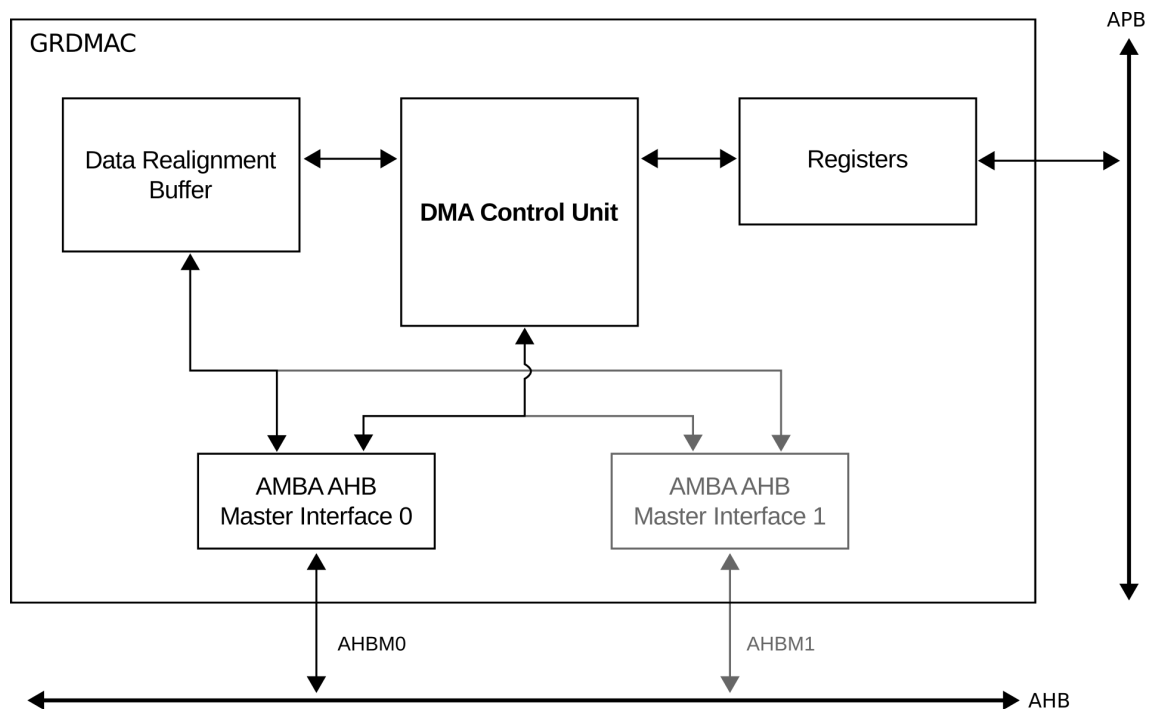 APB
GRDMAC
Data Realignment
Buffer
DMA Control Unit
Registers
AMBA AHB
Master Interface 0
AMBA AHB
Master Interface 1
AHBM0
AHBM1
AHB